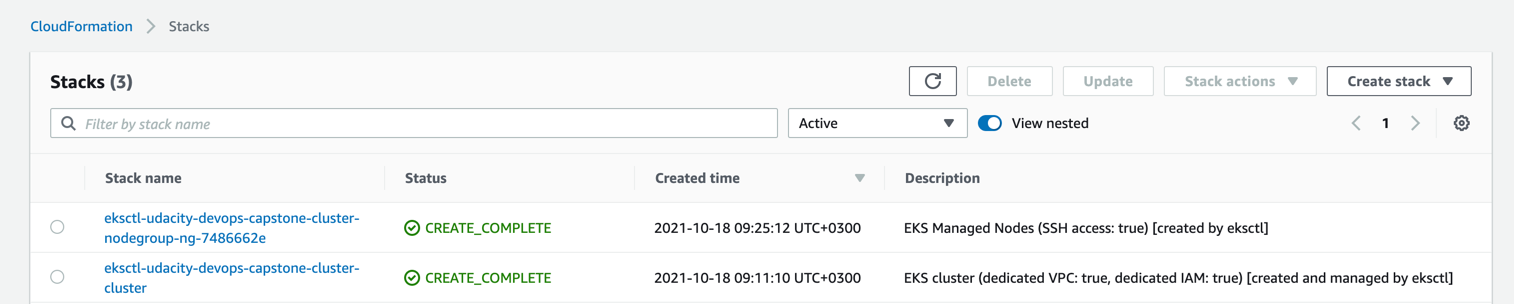 CloudFormation > Stacks
Stacks (3)
Delete
Update
Stack actions
Create stack
Filter by stack name
Active
View nested
1
Stack name
Status
Created time
Description
eksctl-udacity-devops-capstone-cluster-
nodegroup-ng-7486662e
CREATE_COMPLETE
2021-10-18 09:25:12 UTC+0300
EKS Managed Nodes (SSH access: true) [created by eksctl]
eksctl-udacity-devops-capstone-cluster-
cluster
CREATE_COMPLETE
2021-10-18 09:11:10 UTC+0300
EKS cluster (dedicated VPC: true, dedicated IAM: true) [created and managed by eksctl]